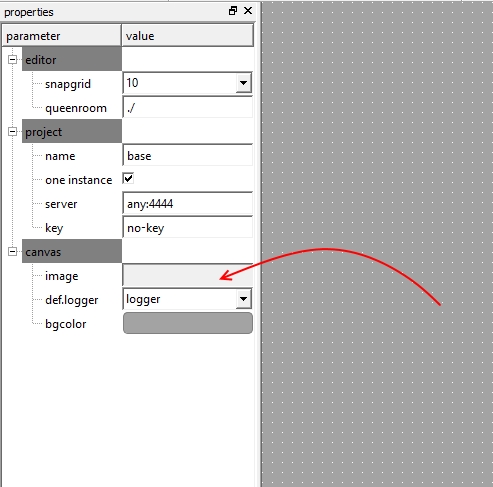 properties
parameter value
editor
snapgrid 10
queenroom ./
project
name base
one instance
server any:4444
key no-key
canvas
image
def.logger logger
bgcolor